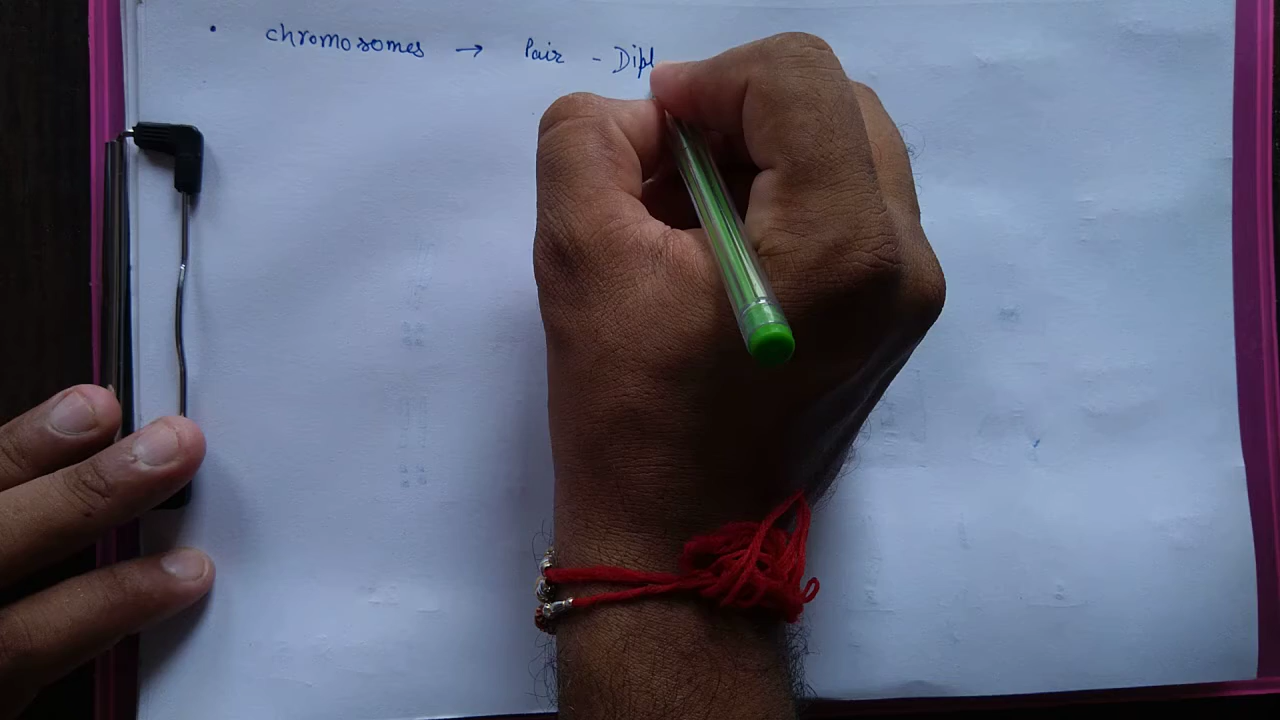 • chromosomes → Pair - Dipl